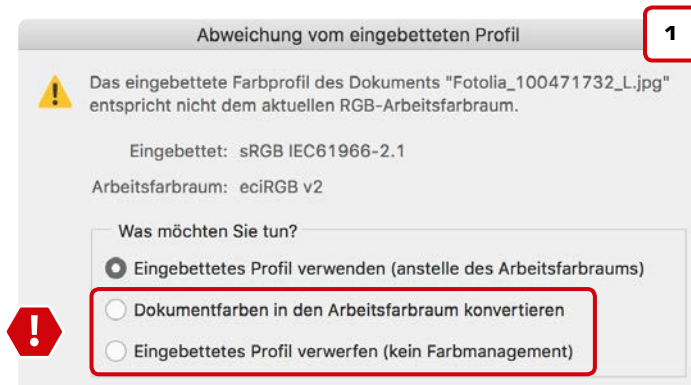 Abweichung vom eingebetteten Profil
1
Das eingebettete Farbprofil des Dokuments "Fotolia_100471732_L.jpg"
entspricht nicht dem aktuellen RGB-Arbeitsfarbraum.
Eingebettet: sRGB IEC61966-2.1
Arbeitsfarbraum: eciRGB v2
Was möchten Sie tun?
Eingebettetes Profil verwenden (anstelle des Arbeitsfarbraums)
Dokumentfarben in den Arbeitsfarbraum konvertieren
!
Eingebettetes Profil verwerfen (kein Farbmanagement)